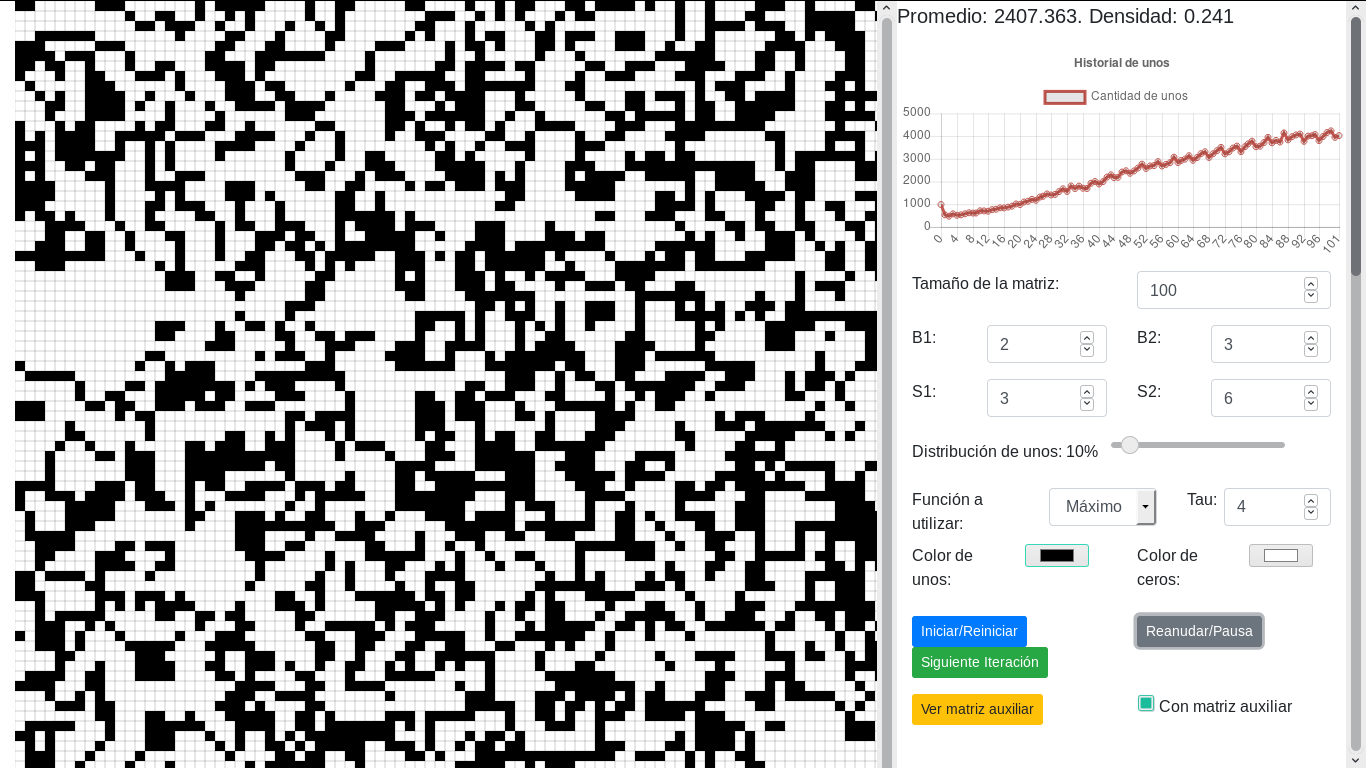 Promedio: 2407.363. Densidad: 0.241
Historial de unos
Cantidad de unos
5000
4000
3000
2000
1000
0
0 4 8 12 16 20 24 28 32 36 40 44 48 52 56 60 64 68 72 76 80 84 88 92 96 101
Tamaño de la matriz: 100
B1: 2 B2: 3
S1: 3 S2: 6
Distribución de unos: 10%
Función a
utilizar: Máximo Tau: 4
Color de
unos:
Color de
ceros:
Iniciar/Reiniciar Reanudar/Pausa
Siguiente Iteración
Ver matriz auxiliar Con matriz auxiliar